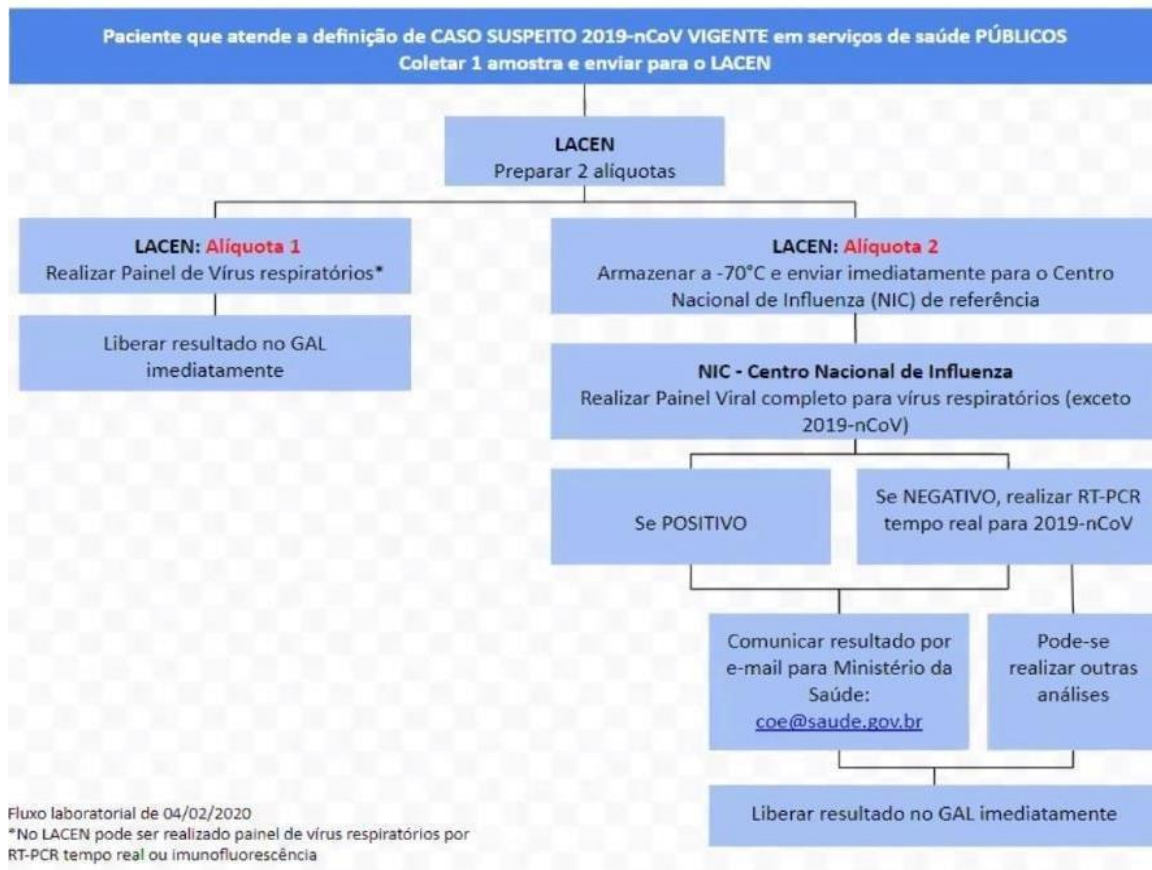 Paciente que atende a definição de CASO SUSPEITO 2019-nCoV VIGENTE em serviços de saúde PÚBLICOS
Coletar 1 amostra e enviar para o LACEN
LACEN
Preparar 2 alíquotas
LACEN: Alíquota 1
Realizar Painel de Vírus respiratórios*
Liberar resultado no GAL
imediatamente
LACEN: Alíquota 2
Armazenar a -70°C e enviar imediatamente para o Centro
Nacional de Influenza (NIC) de referência
NIC - Centro Nacional de Influenza
Realizar Painel Viral completo para vírus respiratórios (exceto
2019-nCoV)
Se POSITIVO
Se NEGATIVO, realizar RT-PCR
tempo real para 2019-nCoV
Comunicar resultado por
e-mail para Ministério da
Saúde:
coe@saude.gov.br
Pode-se
realizar outras
análises
Liberar resultado no GAL imediatamente
Fluxo laboratorial de 04/02/2020
*No LACEN pode ser realizado painel de vírus respiratórios por
RT-PCR tempo real ou imunofluorescência